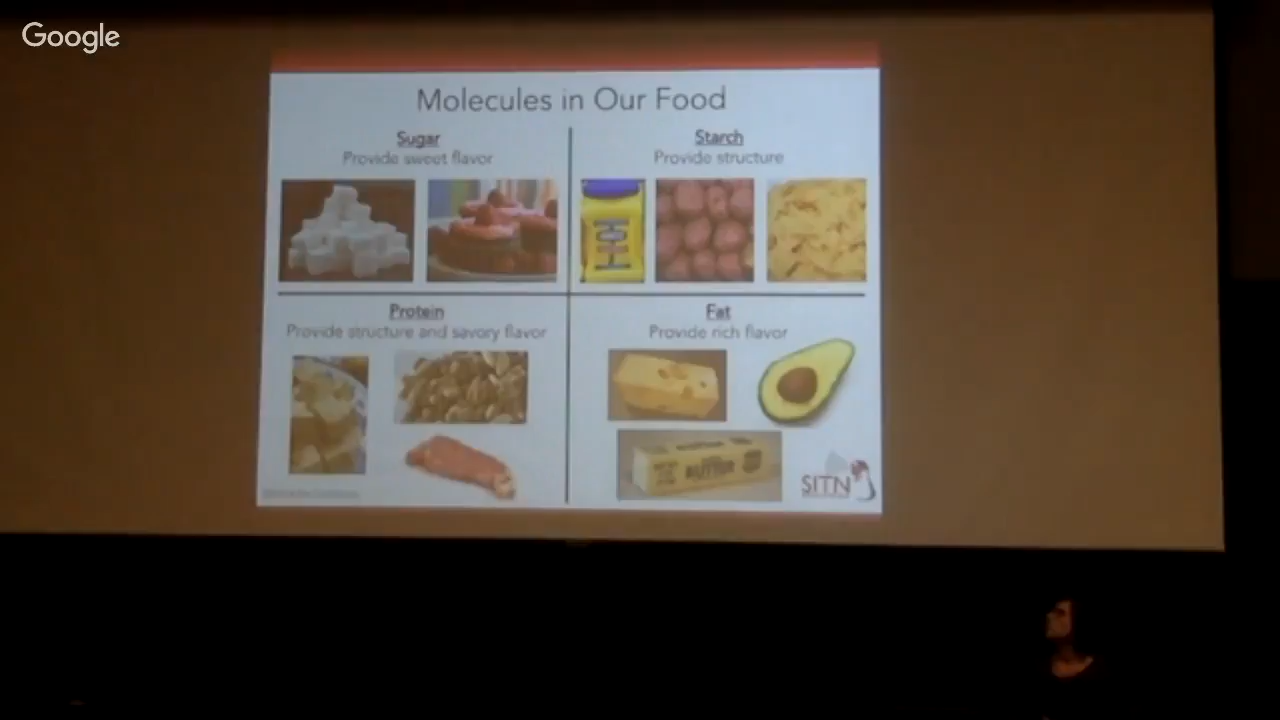 Google
Molecules in Our Food
Sugar
Provide sweet flavor
Starch
Provide structure
Protein
Provide structure and savory flavor
Fat
Provide rich flavor
BUTTER
SITN